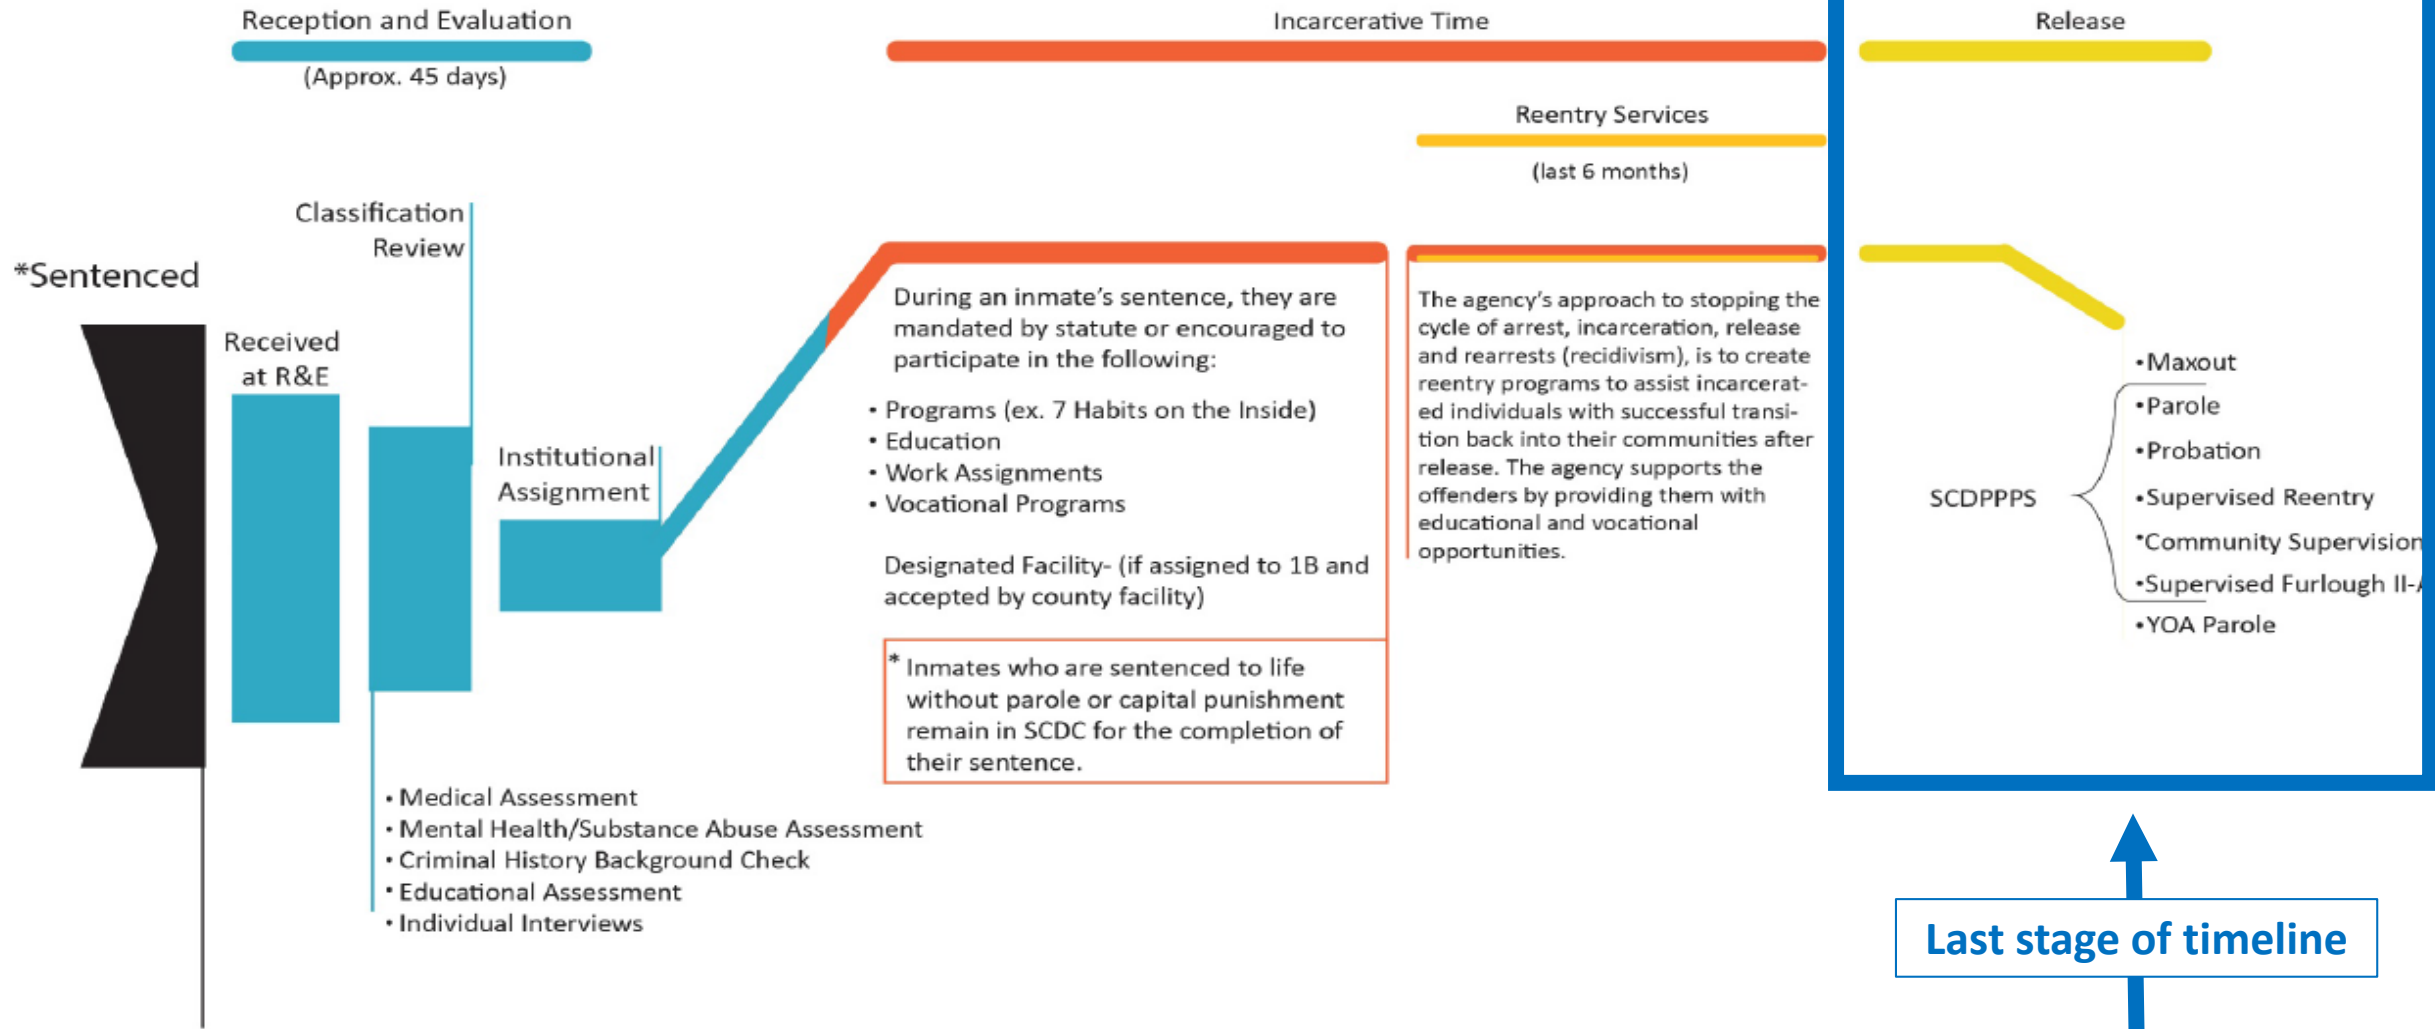 Reception and Evaluation
(Approx. 45 days)
Incarcerative Time
Release
Reentry Services
(last 6 months)
*Sentenced
Received
at R&E
Classification
Review
Institutional
Assignment
• Medical Assessment
• Mental Health/Substance Abuse Assessment
• Criminal History Background Check
• Educational Assessment
• Individual Interviews
During an inmate’s sentence, they are
mandated by statute or encouraged to
participate in the following:
• Programs (ex. 7 Habits on the Inside)
• Education
• Work Assignments
• Vocational Programs
Designated Facility- (if assigned to 1B and
accepted by county facility)
* Inmates who are sentenced to life
without parole or capital punishment
remain in SCDC for the completion of
their sentence.
The agency’s approach to stopping the
cycle of arrest, incarceration, release
and rearrests (recidivism), is to create
reentry programs to assist incarcerat-
ed individuals with successful transi-
tion back into their communities after
release. The agency supports the
offenders by providing them with
educational and vocational
opportunities.
SCDPPPS
•Maxout
•Parole
•Probation
•Supervised Reentry
•Community Supervision
•Supervised Furlough II-A
•YOA Parole
Last stage of timeline